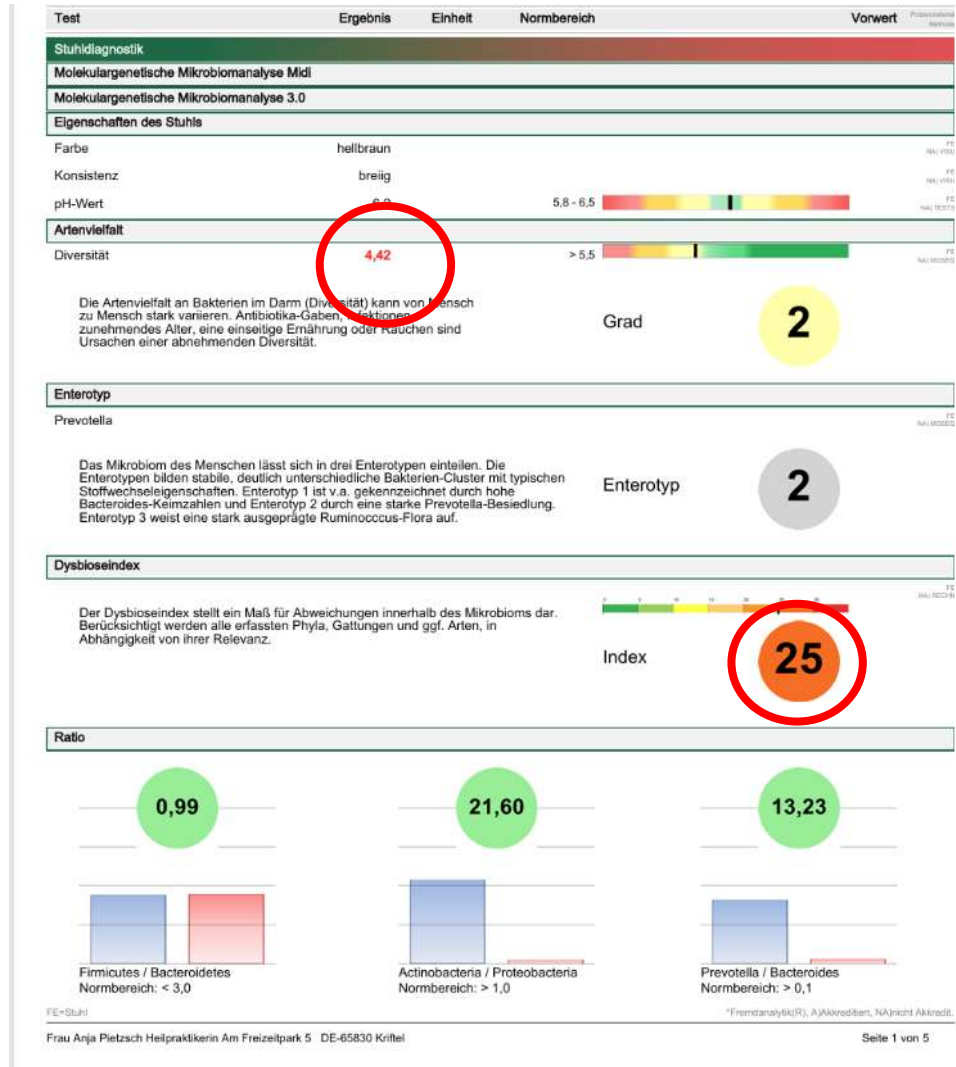 Test Ergebnis Einheit Normbereich Vorwert
Stuhldiagnostik
Molekulargenetische Mikrobiomanalyse Midi
Molekulargenetische Mikrobiomanalyse 3.0
Eigenschaften des Stuhls
Farbe hellbraun
Konsistenz breiig
pH-Wert 5,8 - 6,5
Artenvielfalt
Diversität 4,42 > 5,5
Die Artenvielfalt an Bakterien im Darm (Diversität) kann von Mensch
zu Mensch stark variieren. Antibiotika-Gaben, Infektionen,
zunehmendes Alter, eine einseitige Ernährung oder Rauchen sind
Ursachen einer abnehmenden Diversität.
Grad 2
Enterotyp
Prevotella
Das Mikrobiom des Menschen lässt sich in drei Enterotypen einteilen. Die
Enterotypen bilden stabile, deutlich unterschiedliche Bakterien-Cluster mit typischen
Stoffwechseleigenschaften. Enterotyp 1 ist v.a. gekennzeichnet durch hohe
Bacteroides-Keimzahlen und Enterotyp 2 durch eine starke Prevotella-Besiedlung.
Enterotyp 3 weist eine stark ausgeprägte Ruminocccus-Flora auf.
Enterotyp 2
Dysbioseindex
Der Dysbioseindex stellt ein Maß für Abweichungen innerhalb des Mikrobioms dar.
Berücksichtigt werden alle erfassten Phyla, Gattungen und ggf. Arten, in
Abhängigkeit von ihrer Relevanz.
Index 25
Ratio
0,99 21,60 13,23
Firmicutes / Bacteroidetes Actinobacteria / Proteobacteria Prevotella / Bacteroides
Normbereich: < 3,0 Normbereich: > 1,0 Normbereich: > 0,1
FE=Stuhl *Fremdanalytik(R), A)Akkreditiert, NA)nicht Akkredit.
Frau Anja Pietzsch Heilpraktikerin Am Freizeitpark 5 DE-65830 Kriftel Seite 1 von 5